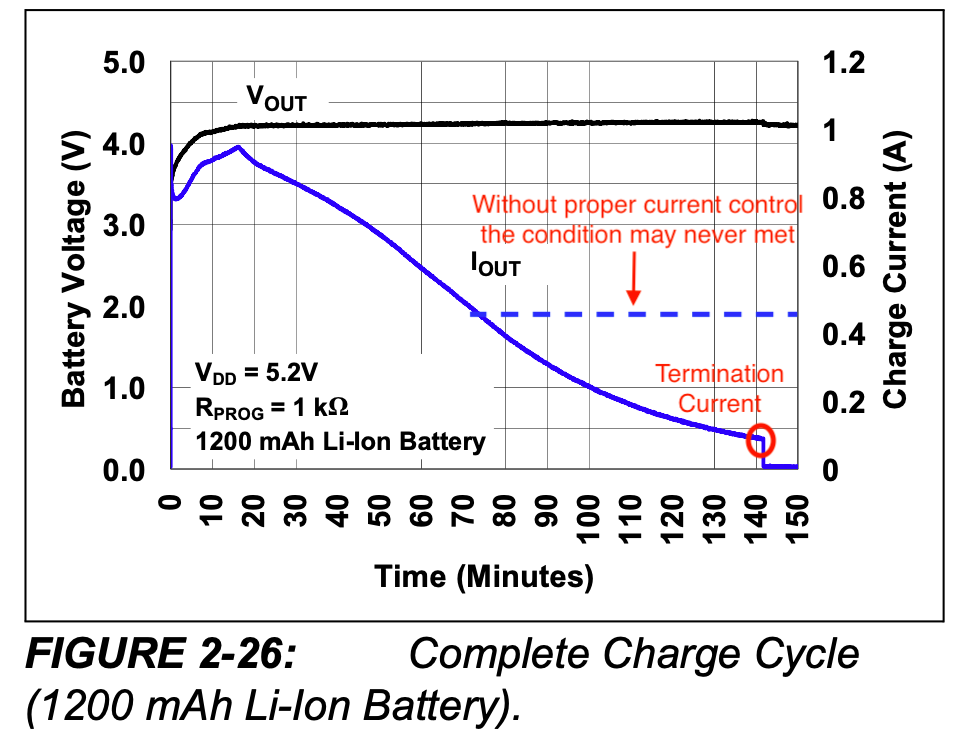 5.0
4.0
3.0
2.0
1.0
0.0
Battery Voltage (V)
1.2
1
0.8
0.6
0.4
0.2
0
Charge Current (A)
VOUT
Without proper current control
the condition may never met
IOUT
Termination
Current
VDD = 5.2V
RPROG = 1 kΩ
1200 mAh Li-Ion Battery
0 10 20 30 40 50 60 70 80 90 100 110 120 130 140 150
Time (Minutes)
FIGURE 2-26: Complete Charge Cycle
(1200 mAh Li-Ion Battery).